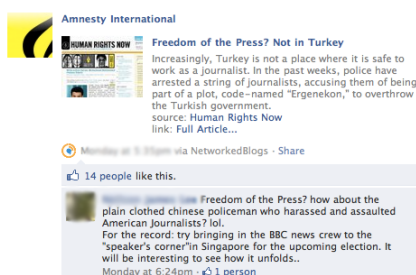 Amnesty International
HUMAN RIGHTS NOW
Freedom of the Press? Not in Turkey
Increasingly, Turkey is not a place where it is safe to
work as a journalist. In the past weeks, police have
arrested a string of journalists, accusing them of being
part of a plot, code-named "Ergenekon," to overthrow
the Turkish government.
source: Human Rights Now
link: Full Article...
via NetworkedBlogs · Share
14 people like this.
Freedom of the Press? how about the
plain clothed chinese policeman who harassed and assaulted
American Journalists? lol.
For the record: try bringing in the BBC news crew to the
"speaker's corner"in Singapore for the upcoming election. It
will be interesting to see how it unfolds..
Monday at 6:24pm · 1 person